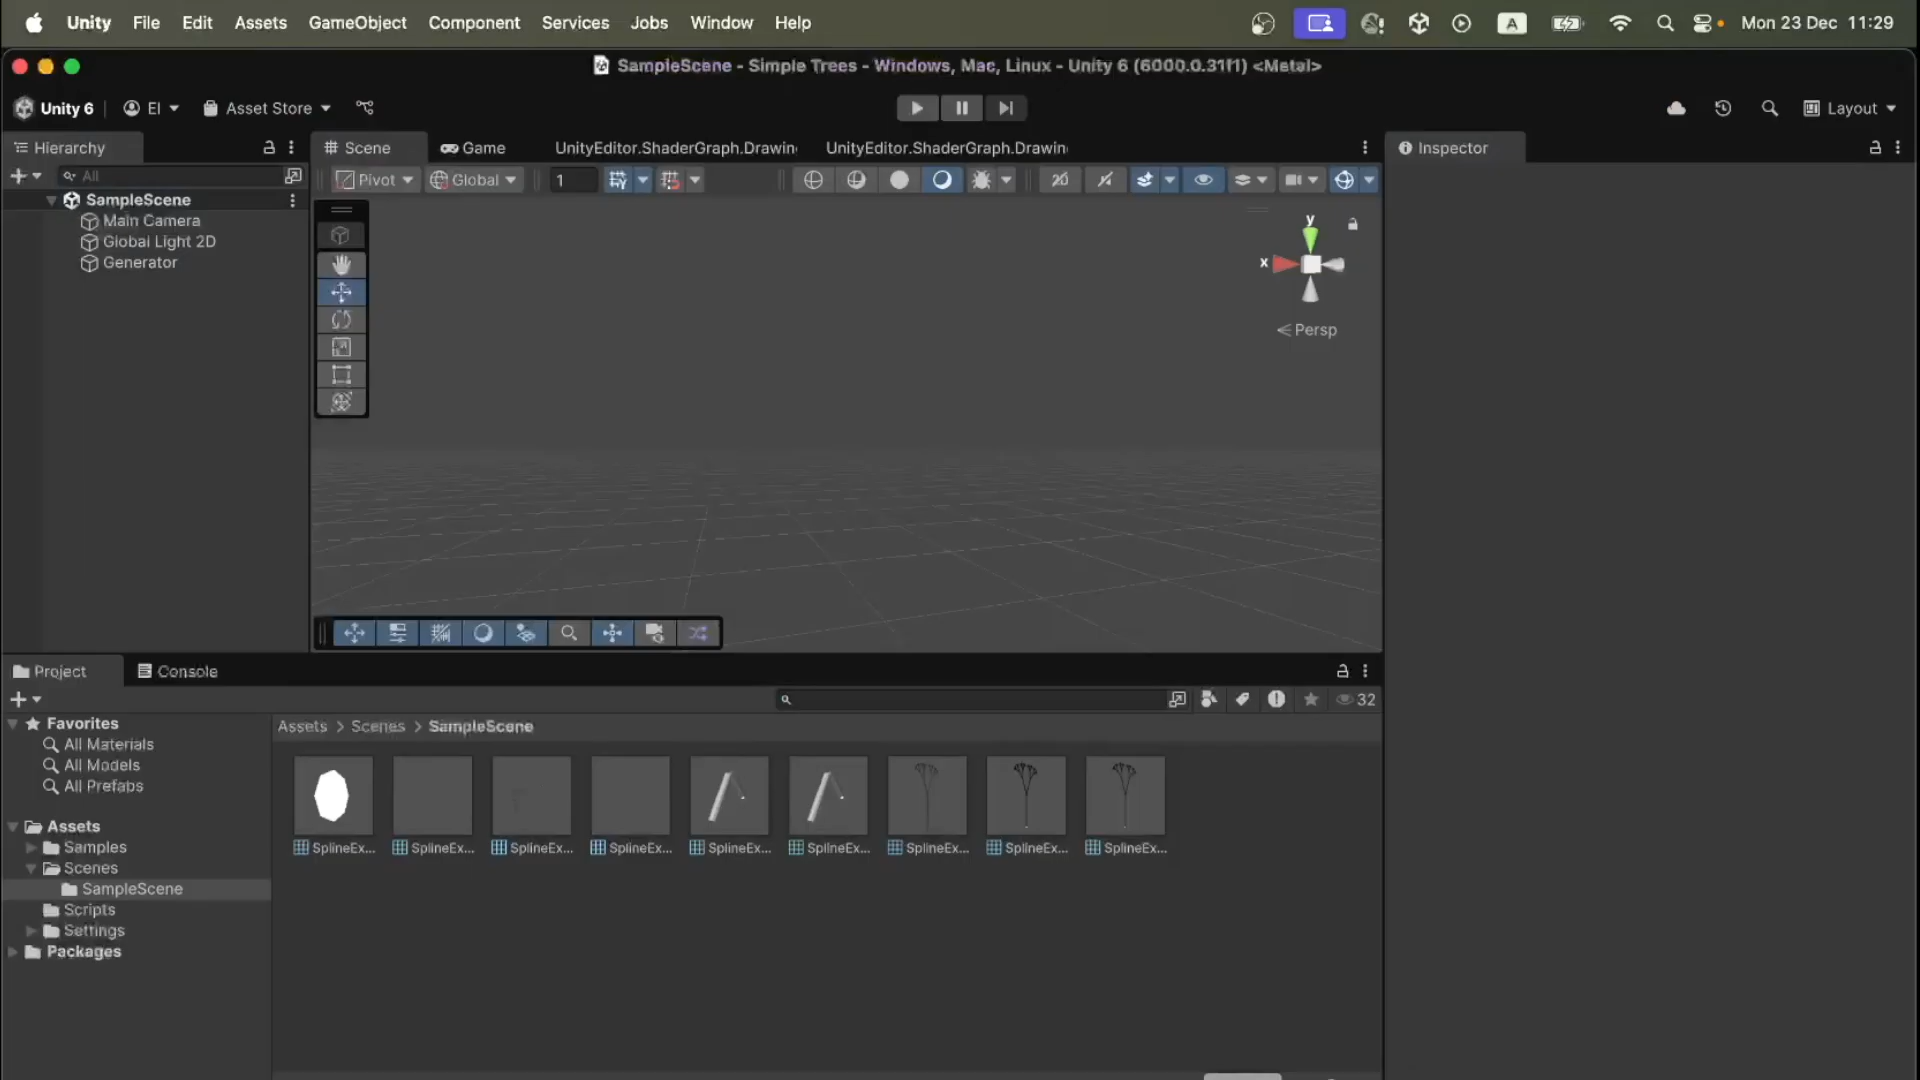 Unity File Edit Assets GameObject Component Services Jobs Window Help A Mon 23 Dec 11:29
SampleScene - Simple Trees - Windows, Mac, Linux - Unity 6 (6000.0.31f1) <Metal>
Unity 6 EI Asset Store Layout
Hierarchy Scene Game UnityEditor.ShaderGraph.Drawin UnityEditor.ShaderGraph.Drawin Inspector
All Pivot Global 1 2D
SampleScene
Main Camera
Global Light 2D
Generator
y
x
Persp
Project Console
32
Favorites
All Materials
All Models
All Prefabs
Assets
Samples
Scenes
SampleScene
Scripts
Settings
Packages
Assets > Scenes > SampleScene
SplineEx... SplineEx... SplineEx... SplineEx... SplineEx... SplineEx... SplineEx... SplineEx... SplineEx...